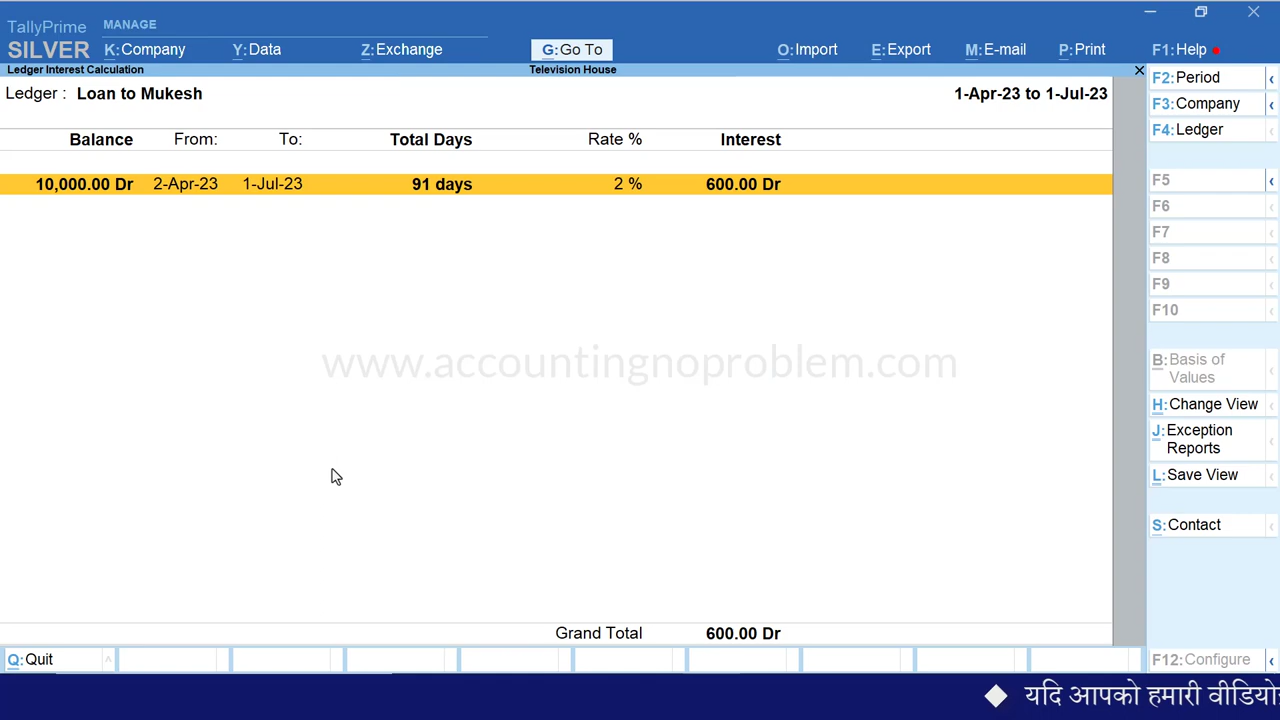 TallyPrime MANAGE
SILVER K:Company Y:Data Z:Exchange G:Go To O:Import E:Export M:E-mail P:Print F1:Help
Ledger Interest Calculation Television House
Ledger : Loan to Mukesh 1-Apr-23 to 1-Jul-23
Balance From: To: Total Days Rate % Interest
10,000.00 Dr 2-Apr-23 1-Jul-23 91 days 2 % 600.00 Dr
www.accountingnoproblem.com
Grand Total 600.00 Dr
F2:Period
F3:Company
F4:Ledger
F5
F6
F7
F8
F9
F10
B:Basis of
Values
H:Change View
J:Exception
Reports
L:Save View
S:Contact
Q:Quit F12:Configure
यदि आपको हमारी वीडियो